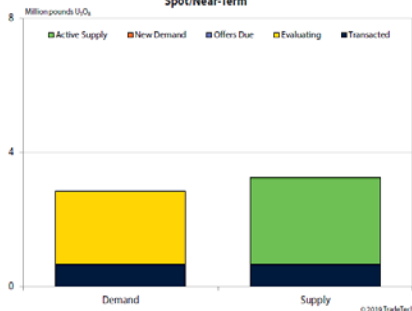 Spot/Near-Term
8
Million pounds U₃O₈
Active Supply New Demand Offers Due Evaluating Transacted
4
0
Demand Supply
©2019 TradeTech